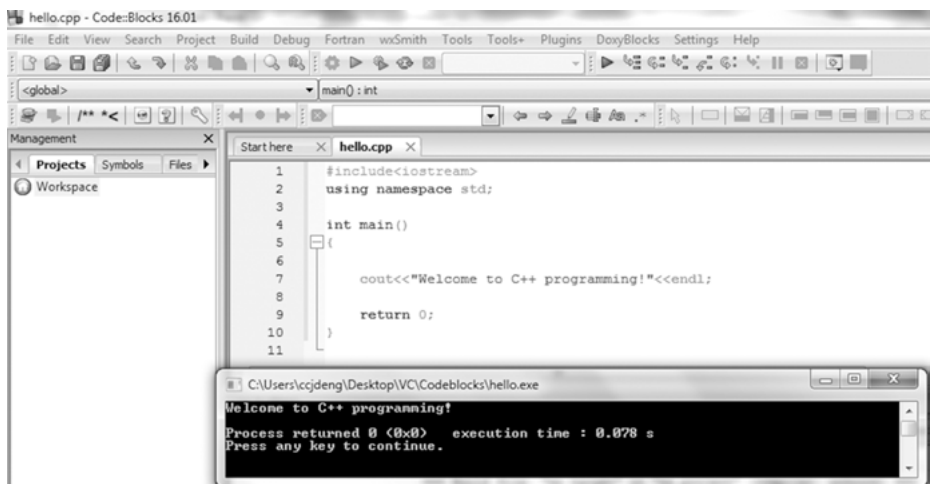 hello.cpp - Code::Blocks 16.01
File Edit View Search Project Build Debug Fortran wxSmith Tools Tools+ Plugins DoxyBlocks Settings Help
<global>
main() : int
/** *<
Management
Projects Symbols Files
Workspace
Start here
hello.cpp
1 #include<iostream>
2 using namespace std;
3
4 int main()
5 {
6
7 cout<<"Welcome to C++ programming!"<<endl;
8
9 return 0;
10 }
11
C:\Users\ccjdeng\Desktop\VC\Codeblocks\hello.exe
Welcome to C++ programming!
Process returned 0 (0x0) execution time : 0.078 s
Press any key to continue.